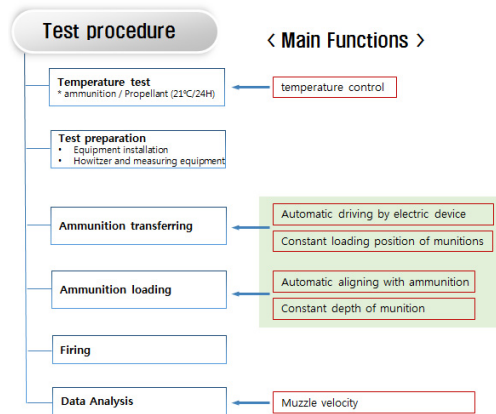 Test procedure
< Main Functions >
Temperature test
* ammunition / Propellant (21℃/24H)
temperature control
Test preparation
• Equipment installation
• Howitzer and measuring equipment
Ammunition transferring
Automatic driving by electric device
Constant loading position of munitions
Ammunition loading
Automatic aligning with ammunition
Constant depth of munition
Firing
Data Analysis
Muzzle velocity